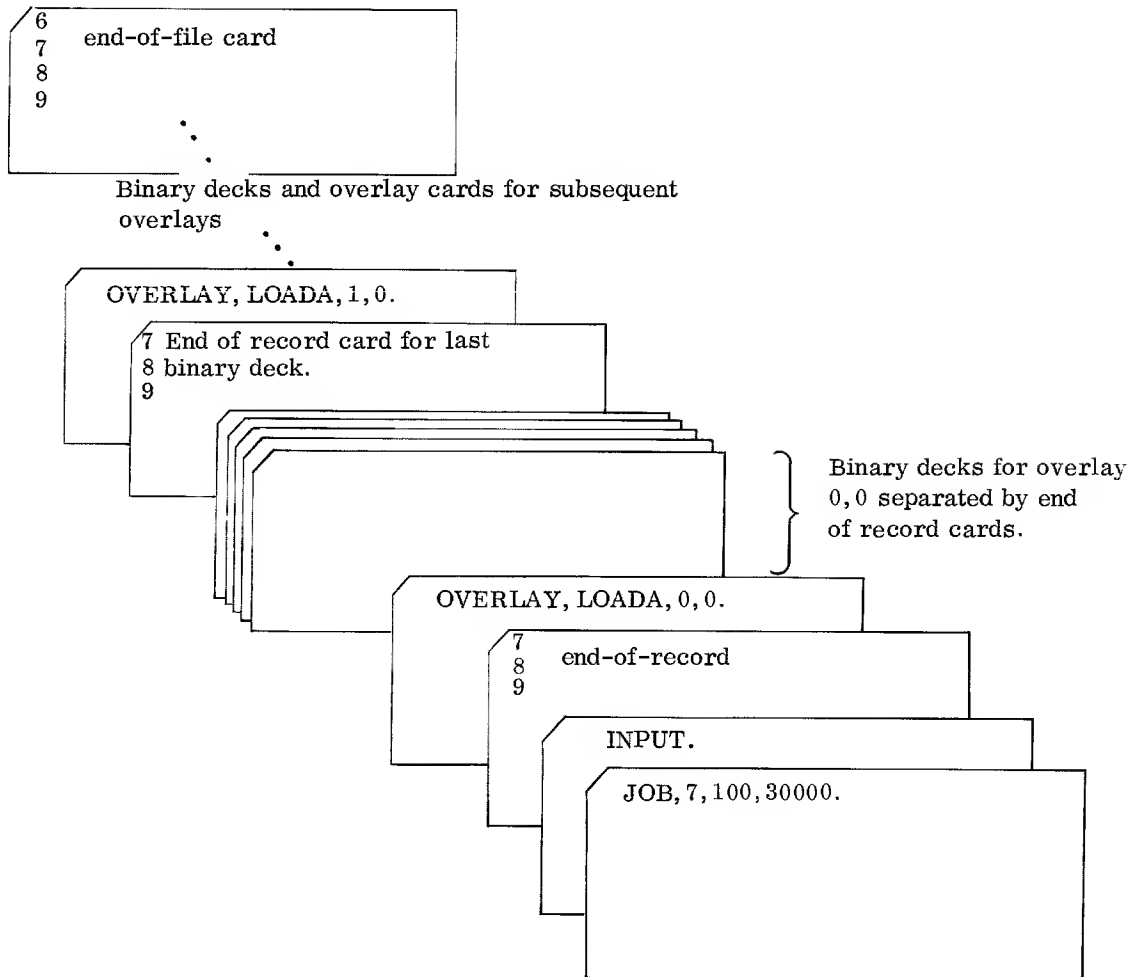 6
7
8
9
end-of-file card
Binary decks and overlay cards for subsequent
overlays
OVERLAY, LOADA, 1, 0.
7 End of record card for last
8 binary deck.
9
Binary decks for overlay
0,0 separated by end
of record cards.
OVERLAY, LOADA, 0, 0.
7
8
9
end-of-record
INPUT.
JOB, 7, 100, 30000.